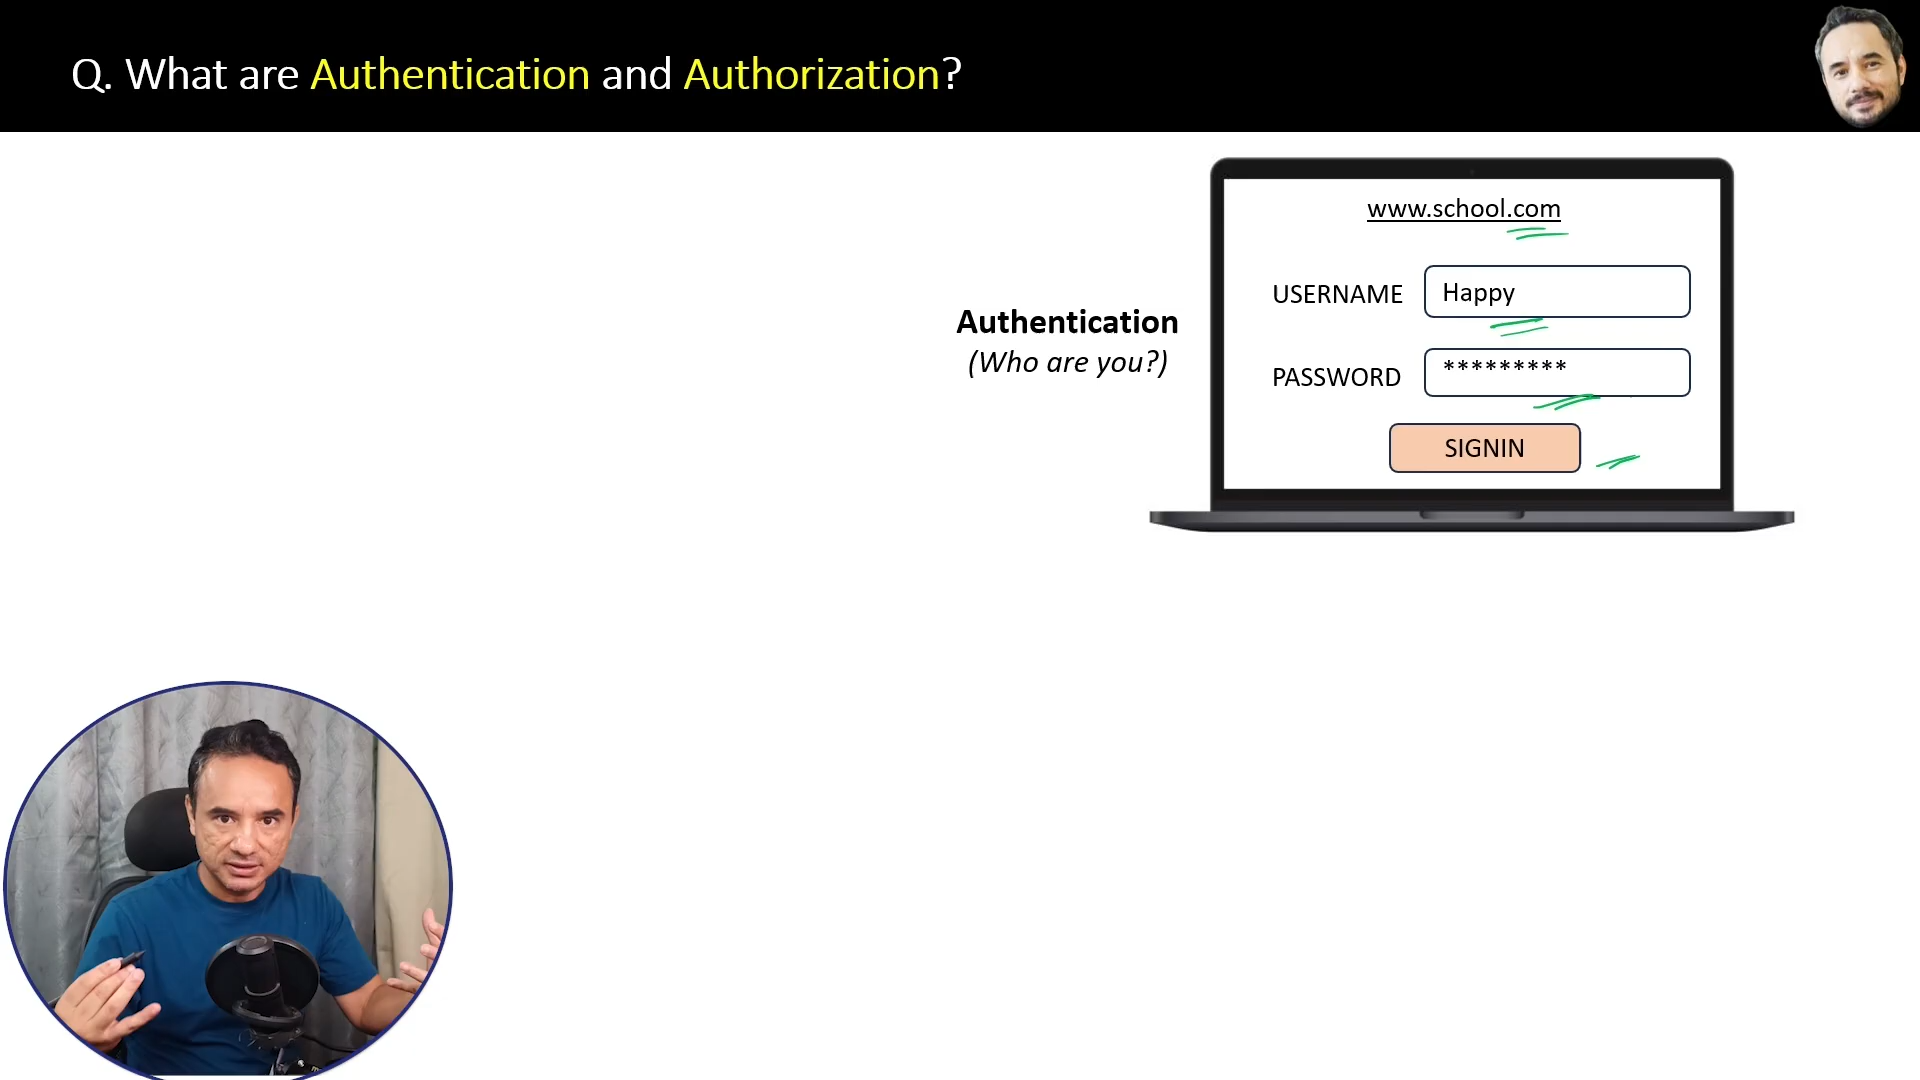 Q. What are Authentication and Authorization?
www.school.com
USERNAME Happy
Authentication
(Who are you?)
PASSWORD *********
SIGNIN